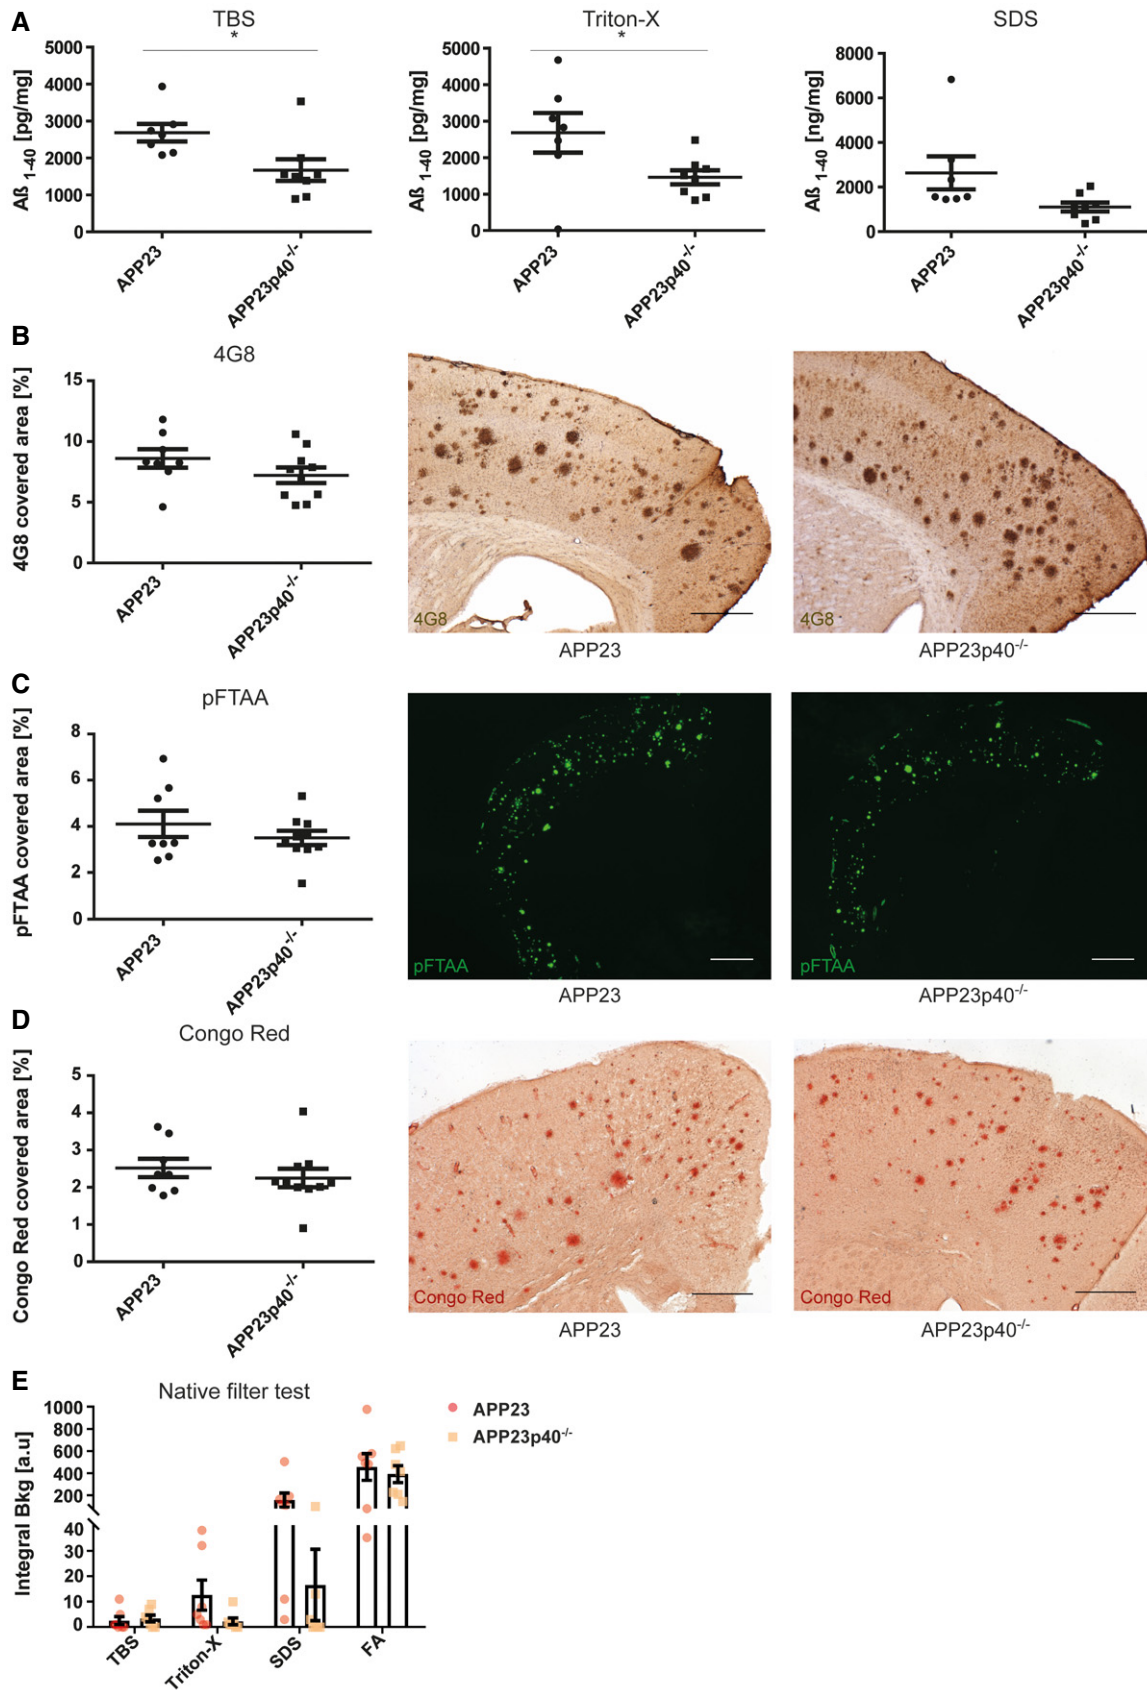 A
TBS
Triton-X
SDS
*
*
Aß 1-40 [pg/mg]
5000
4000
3000
2000
1000
0
APP23
APP23p40-/-
Aß 1-40 [pg/mg]
5000
4000
3000
2000
1000
0
APP23
APP23p40-/-
Aß 1-40 [ng/mg]
8000
6000
4000
2000
0
APP23
APP23p40-/-
B
4G8
4G8 covered area [%]
15
10
5
0
APP23
APP23p40-/-
4G8
APP23
4G8
APP23p40-/-
C
pFTAA
pFTAA covered area [%]
8
6
4
2
0
APP23
APP23p40-/-
pFTAA
APP23
pFTAA
APP23p40-/-
D
Congo Red
Congo Red covered area [%]
5
4
3
2
1
0
APP23
APP23p40-/-
Congo Red
APP23
Congo Red
APP23p40-/-
E
Native filter test
Integral Bkg [a.u]
1000
800
600
400
200
40
30
20
10
0
TBS
Triton-X
SDS
FA
APP23
APP23p40-/-